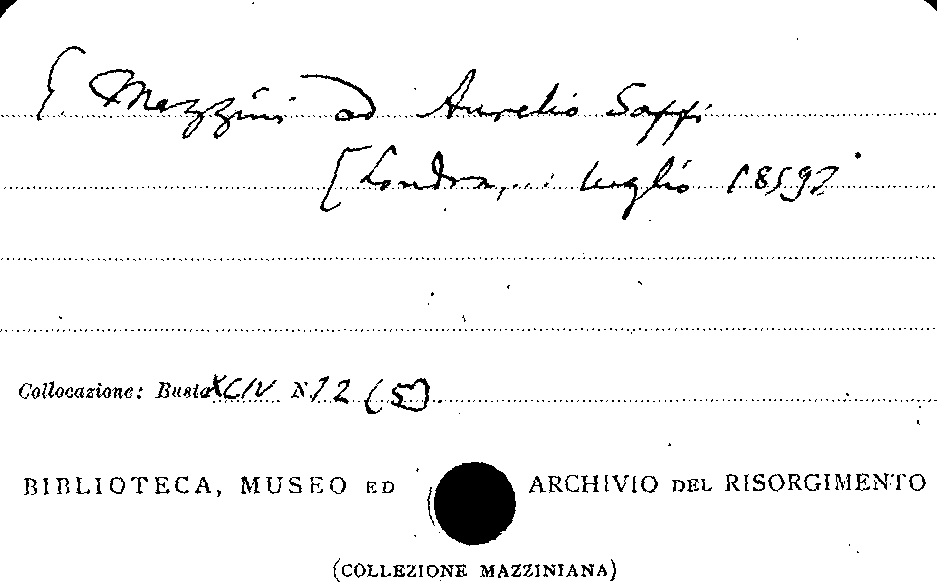 G. Mazzini ad Aurelio Saffi
[Londra, ... luglio 1859]
Collocazione: Busta XCIV N. 12 (5)
BIBLIOTECA, MUSEO ED ARCHIVIO DEL RISORGIMENTO
(COLLEZIONE MAZZINIANA)